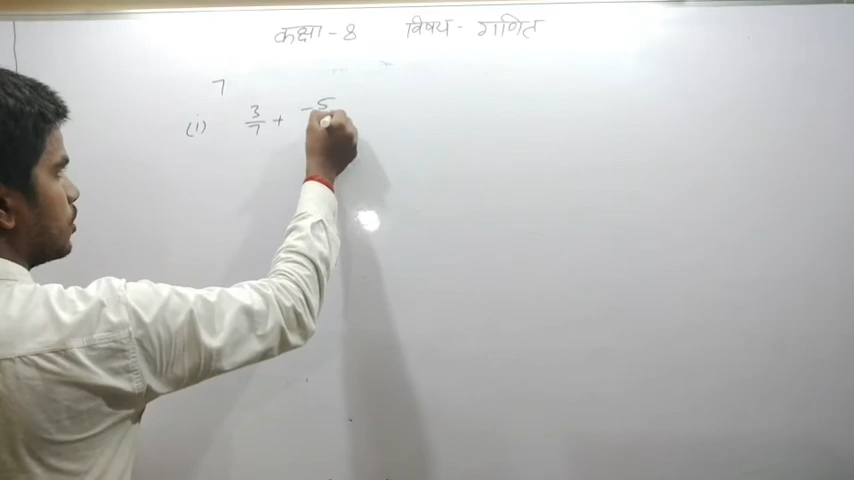 कक्षा - 8 विषय - गणित
7
(i) 3/7 + -5